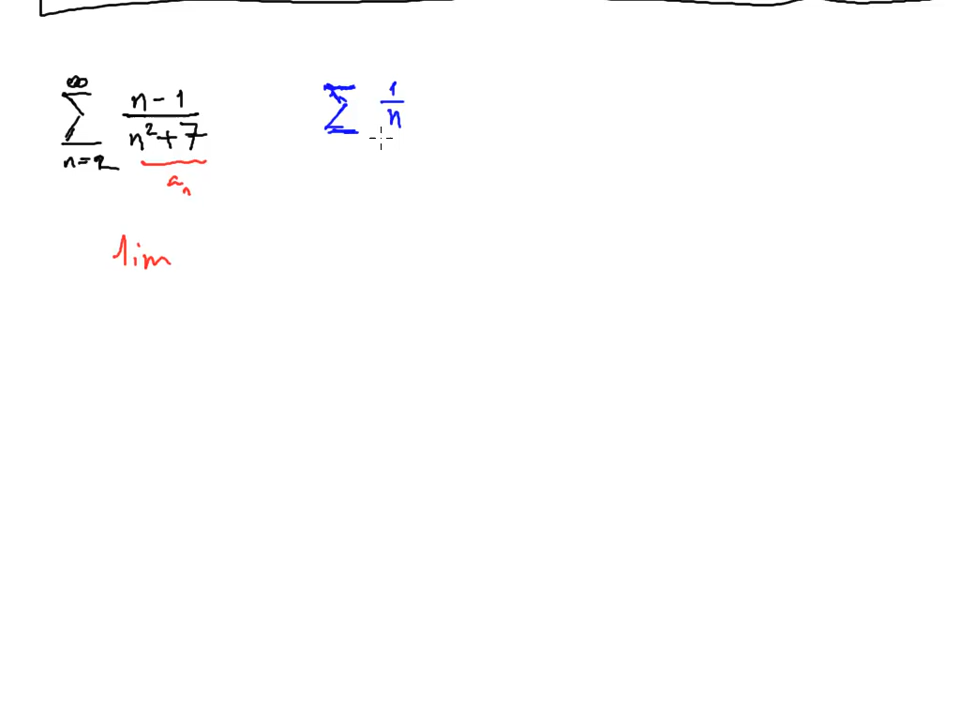 ∞
∑ n-1 / n²+7 ∑ 1/n
n=2
aₙ
lim